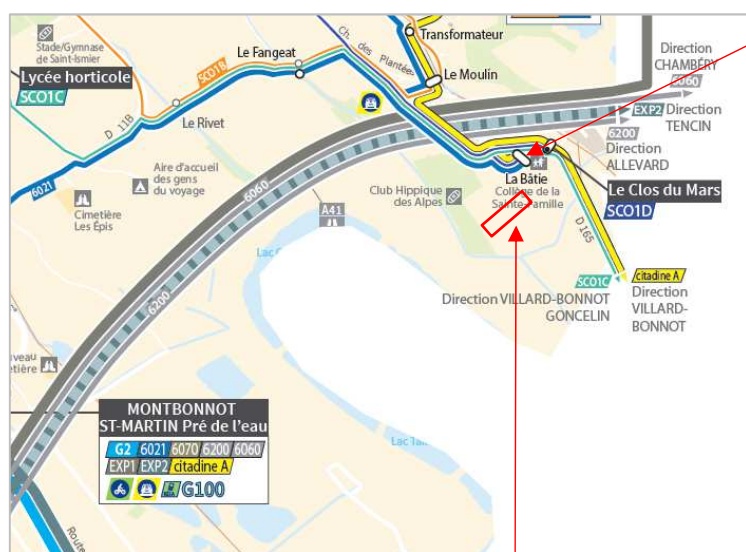 Stade/Gymnase
de Saint-Ismier
Lycée horticole
SCO1C
Le Fangeat
SCO1B
D 11B
Le Rivet
Ch. des Plantées
Transformateur
Le Moulin
Direction
CHAMBÉRY
6060
EXP2 Direction
TENCIN
6200
Direction
ALLEVARD
La Bâtie
Collège de la
Sainte-Famille
Le Clos du Mars
SCO1D
D 165
6021
Cimetière
Les Épis
Aire d'accueil
des gens
du voyage
6060
Club Hippique
des Alpes
A41
SCO1C
Direction VILLARD-BONNOT
GONCELIN
citadine A
Direction
VILLARD-
BONNOT
6200
MONTBONNOT
ST-MARTIN Pré de l'eau
G2 6021 6070 6200 6060
EXP1 EXP2 citadine A
G100
Route
Lac